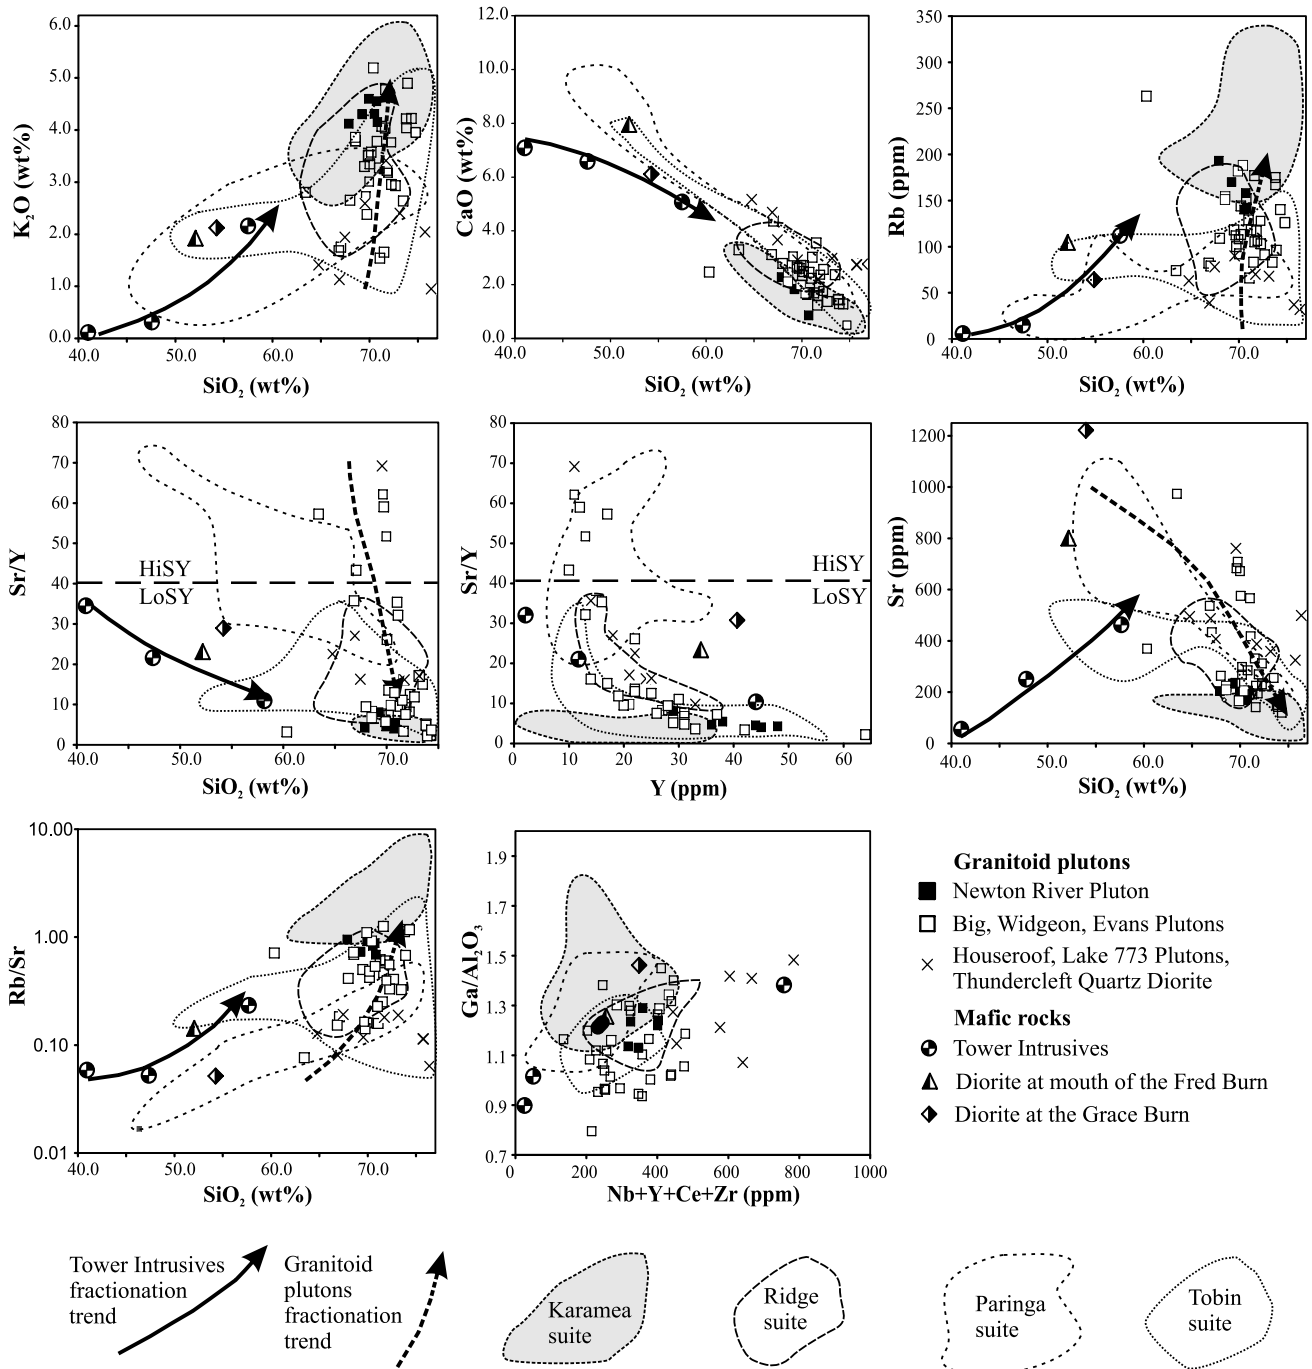 6.0
5.0
4.0
3.0
2.0
1.0
0.0
K₂O (wt%)
40.0 50.0 60.0 70.0
SiO₂ (wt%)
12.0
10.0
8.0
6.0
4.0
2.0
0.0
CaO (wt%)
40.0 50.0 60.0 70.0
SiO₂ (wt%)
350
300
250
200
150
100
50
0
Rb (ppm)
40.0 50.0 60.0 70.0
SiO₂ (wt%)
80
70
60
50
40
30
20
10
0
Sr/Y
HiSY
LoSY
40.0 50.0 60.0 70.0
SiO₂ (wt%)
80
70
60
50
40
30
20
10
0
Sr/Y
HiSY
LoSY
0 10 20 30 40 50 60
Y (ppm)
1200
1000
800
600
400
200
0
Sr (ppm)
40.0 50.0 60.0 70.0
SiO₂ (wt%)
10.00
1.00
0.10
0.01
Rb/Sr
40.0 50.0 60.0 70.0
SiO₂ (wt%)
1.9
1.7
1.5
1.3
1.1
0.9
0.7
Ga/Al₂O₃
0 200 400 600 800 1000
Nb+Y+Ce+Zr (ppm)
Granitoid plutons
Newton River Pluton
Big, Widgeon, Evans Plutons
Houseroof, Lake 773 Plutons,
Thundercleft Quartz Diorite
Mafic rocks
Tower Intrusives
Diorite at mouth of the Fred Burn
Diorite at the Grace Burn
Tower Intrusives
fractionation
trend
Granitoid
plutons
fractionation
trend
Karamea
suite
Ridge
suite
Paringa
suite
Tobin
suite